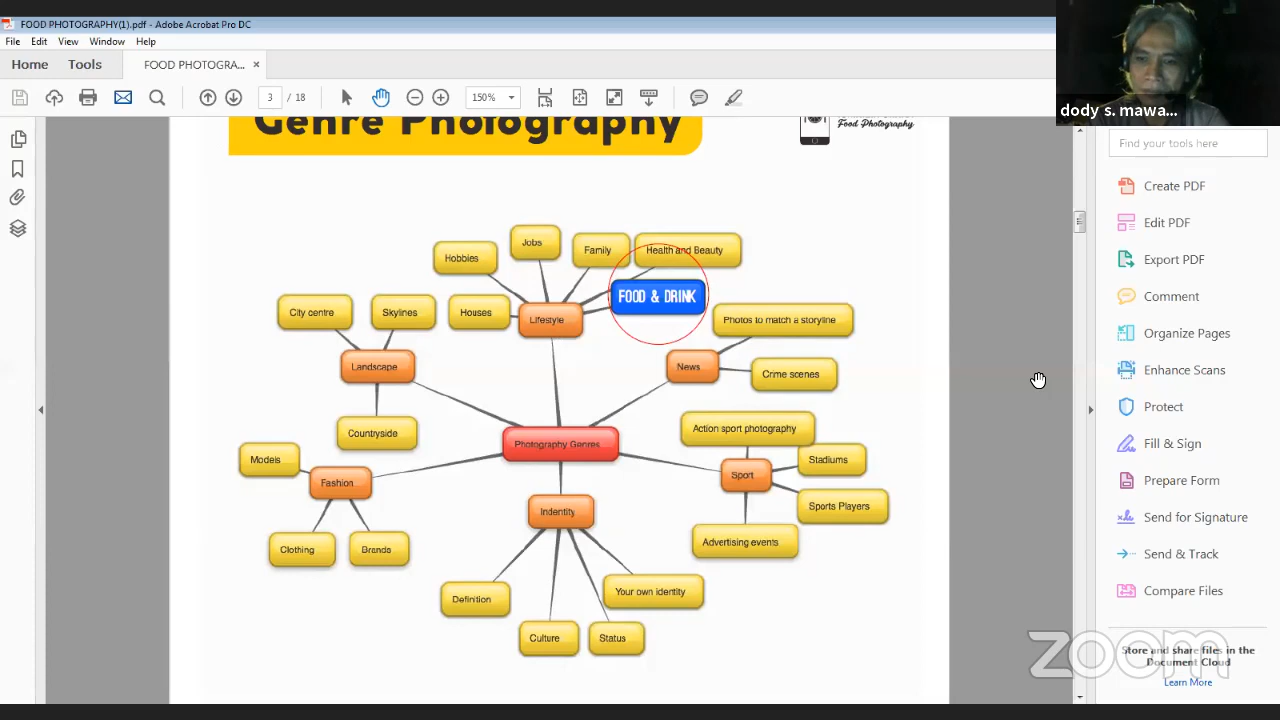 FOOD PHOTOGRAPHY(1).pdf - Adobe Acrobat Pro DC
File Edit View Window Help
Home Tools FOOD PHOTOGRA... ×
3 / 18 150%
dody s. mawa...
Genre Photography
Food Photography
Hobbies
Jobs
Family
Health and Beauty
FOOD & DRINK
City centre
Skylines
Houses
Lifestyle
Photos to match a storyline
Landscape
News
Crime scenes
Countryside
Photography Genres
Action sport photography
Models
Fashion
Sport
Stadiums
Sports Players
Indentity
Clothing
Brands
Advertising events
Definition
Your own identity
Culture
Status
Find your tools here
Create PDF
Edit PDF
Export PDF
Comment
Organize Pages
Enhance Scans
Protect
Fill & Sign
Prepare Form
Send for Signature
Send & Track
Compare Files
Store and share files in the
Document Cloud
Learn More
zoom